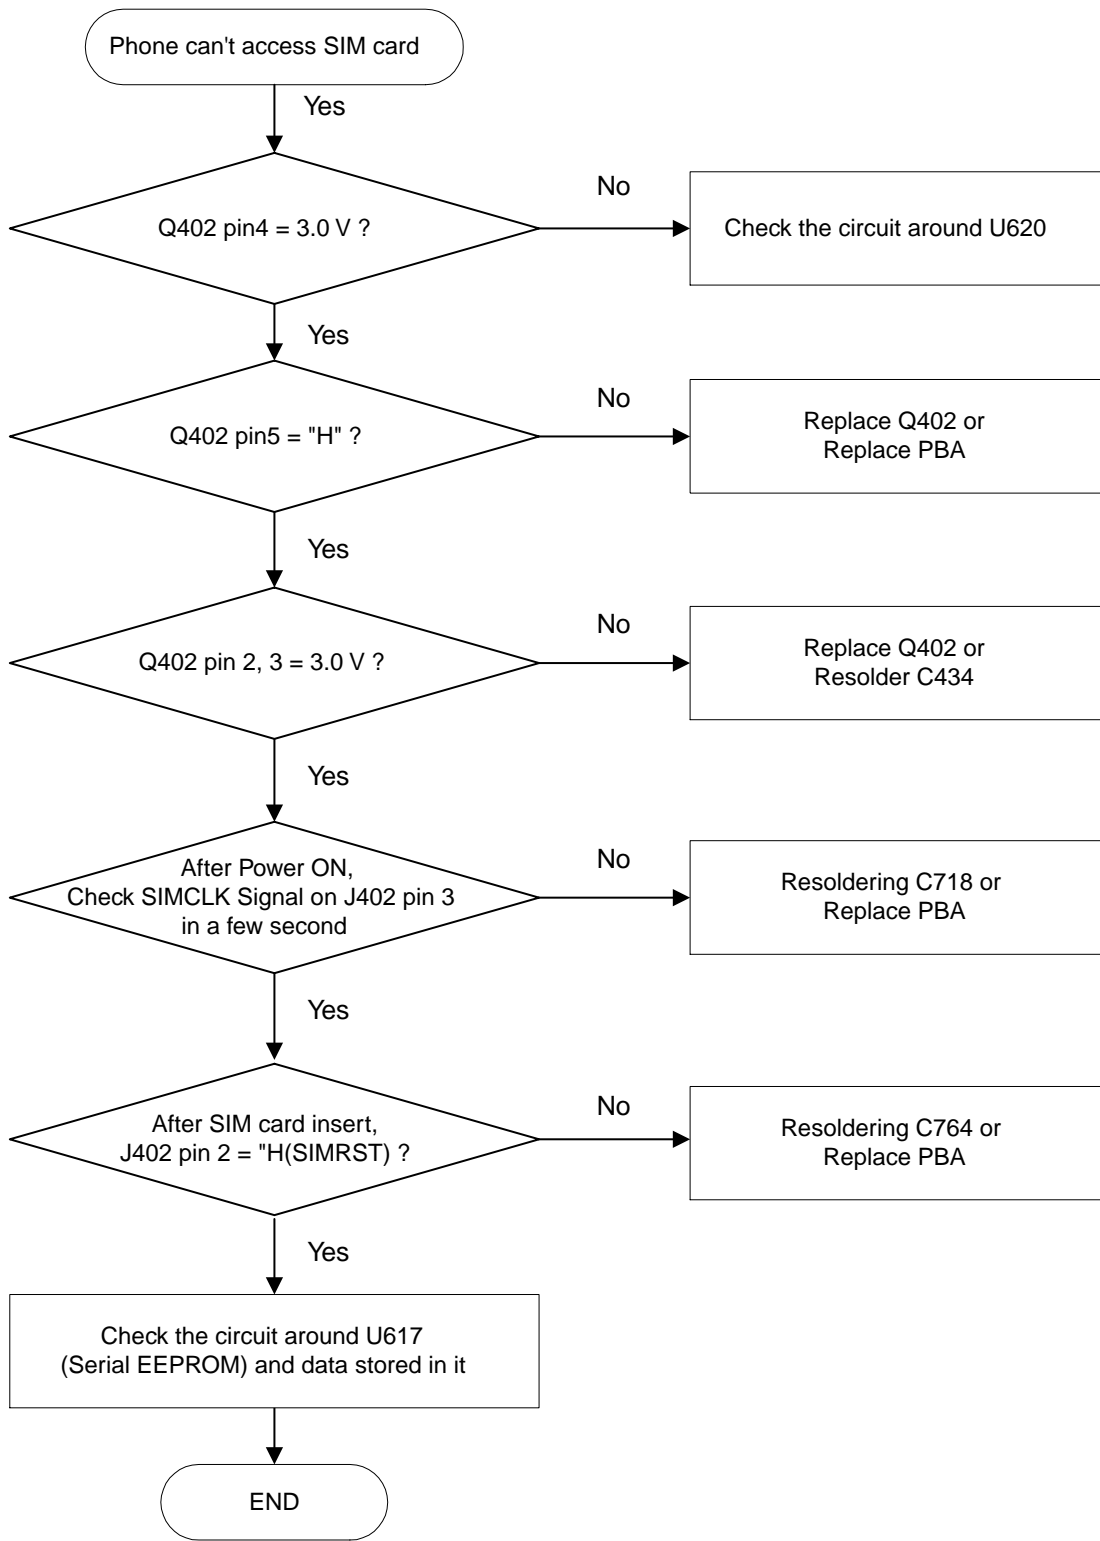 Phone can't access SIM card
Yes
Q402 pin4 = 3.0 V ?
No
Check the circuit around U620
Yes
Q402 pin5 = "H" ?
No
Replace Q402 or
Replace PBA
Yes
Q402 pin 2, 3 = 3.0 V ?
No
Replace Q402 or
Resolder C434
Yes
After Power ON,
Check SIMCLK Signal on J402 pin 3
in a few second
No
Resoldering C718 or
Replace PBA
Yes
After SIM card insert,
J402 pin 2 = "H(SIMRST) ?
No
Resoldering C764 or
Replace PBA
Yes
Check the circuit around U617
(Serial EEPROM) and data stored in it
END